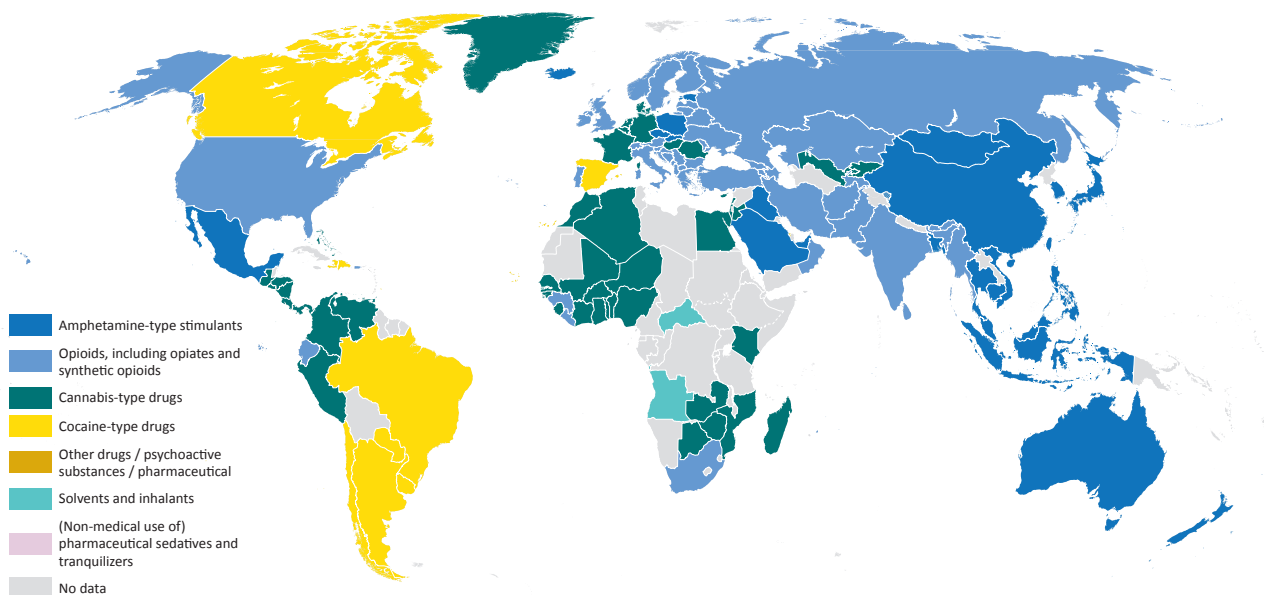 Amphetamine-type stimulants
Opioids, including opiates and
synthetic opioids
Cannabis-type drugs
Cocaine-type drugs
Other drugs / psychoactive
substances / pharmaceutical
Solvents and inhalants
(Non-medical use of)
pharmaceutical sedatives and
tranquilizers
No data